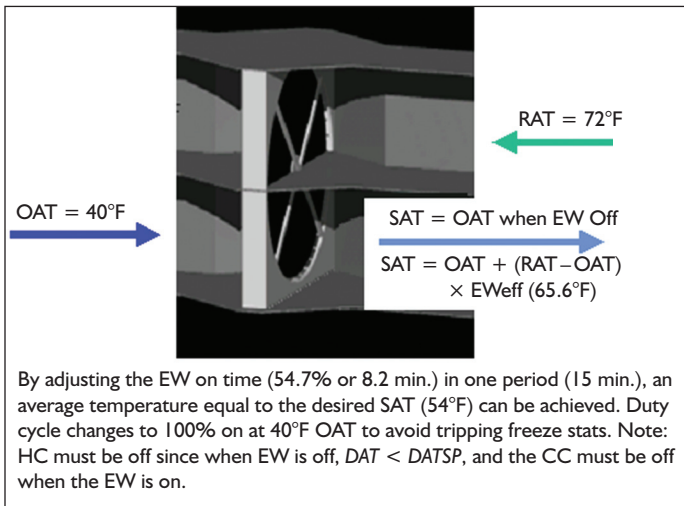 RAT = 72°F
OAT = 40°F
SAT = OAT when EW Off
SAT = OAT + (RAT–OAT)
× EWeff (65.6°F)
By adjusting the EW on time (54.7% or 8.2 min.) in one period (15 min.), an
average temperature equal to the desired SAT (54°F) can be achieved. Duty
cycle changes to 100% on at 40°F OAT to avoid tripping freeze stats. Note:
HC must be off since when EW is off, DAT < DATSP, and the CC must be off
when the EW is on.